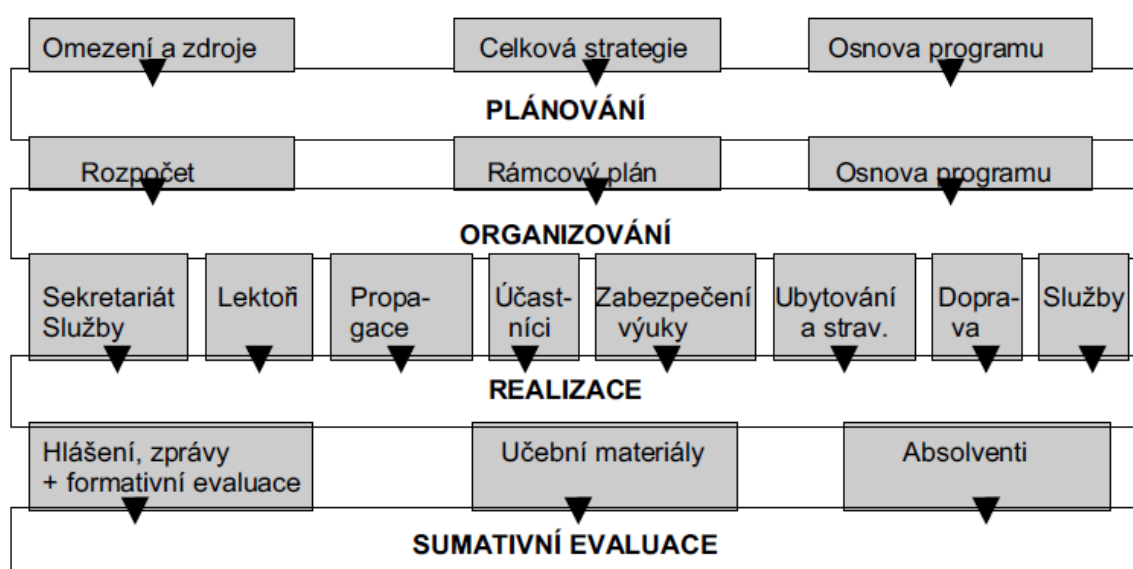 Omezení a zdroje
Celková strategie
Osnova programu
PLÁNOVÁNÍ
Rozpočet
Rámcový plán
Osnova programu
ORGANIZOVÁNÍ
Sekretariát
Služby
Lektoři
Propa-
gace
Účast-
níci
Zabezpečení
výuky
Ubytování
a strav.
Dopra-
va
Služby
REALIZACE
Hlášení, zprávy
+ formativní evaluace
Učební materiály
Absolventi
SUMATIVNÍ EVALUACE